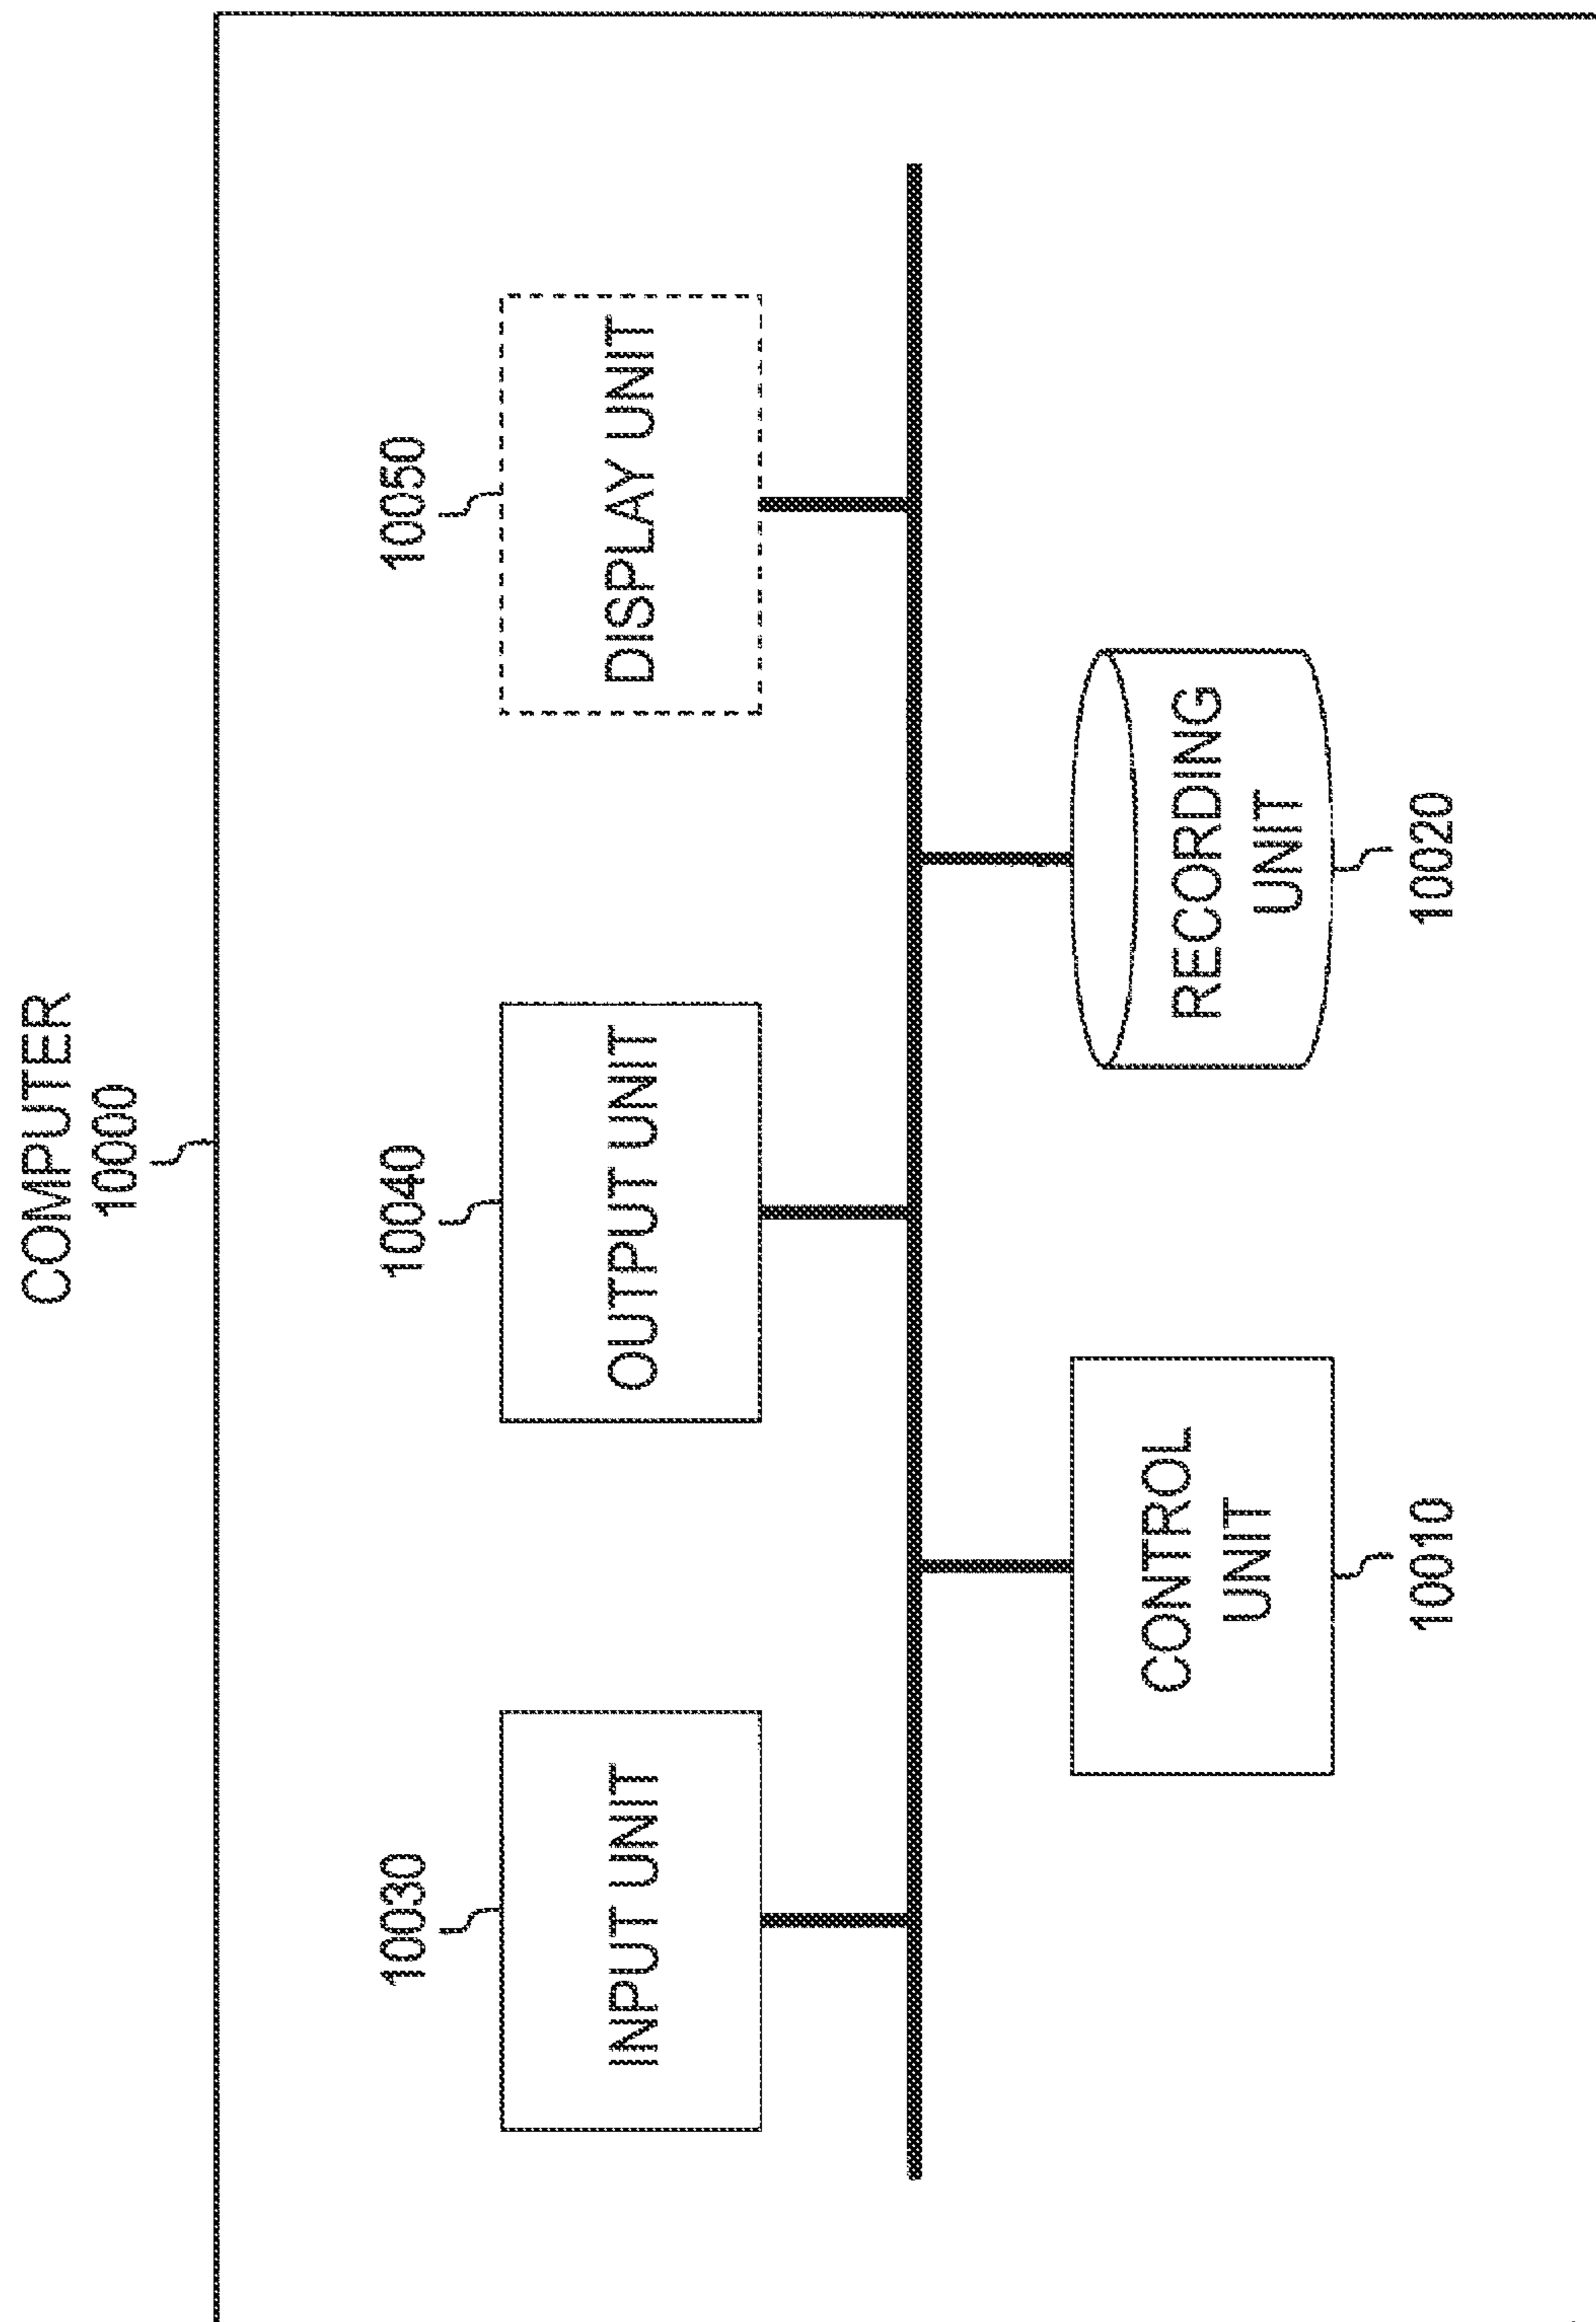 COMPUTER
10000
10030
10040
10050
INPUT UNIT
OUTPUT UNIT
DISPLAY UNIT
CONTROL
UNIT
RECORDING
UNIT
10010
10020